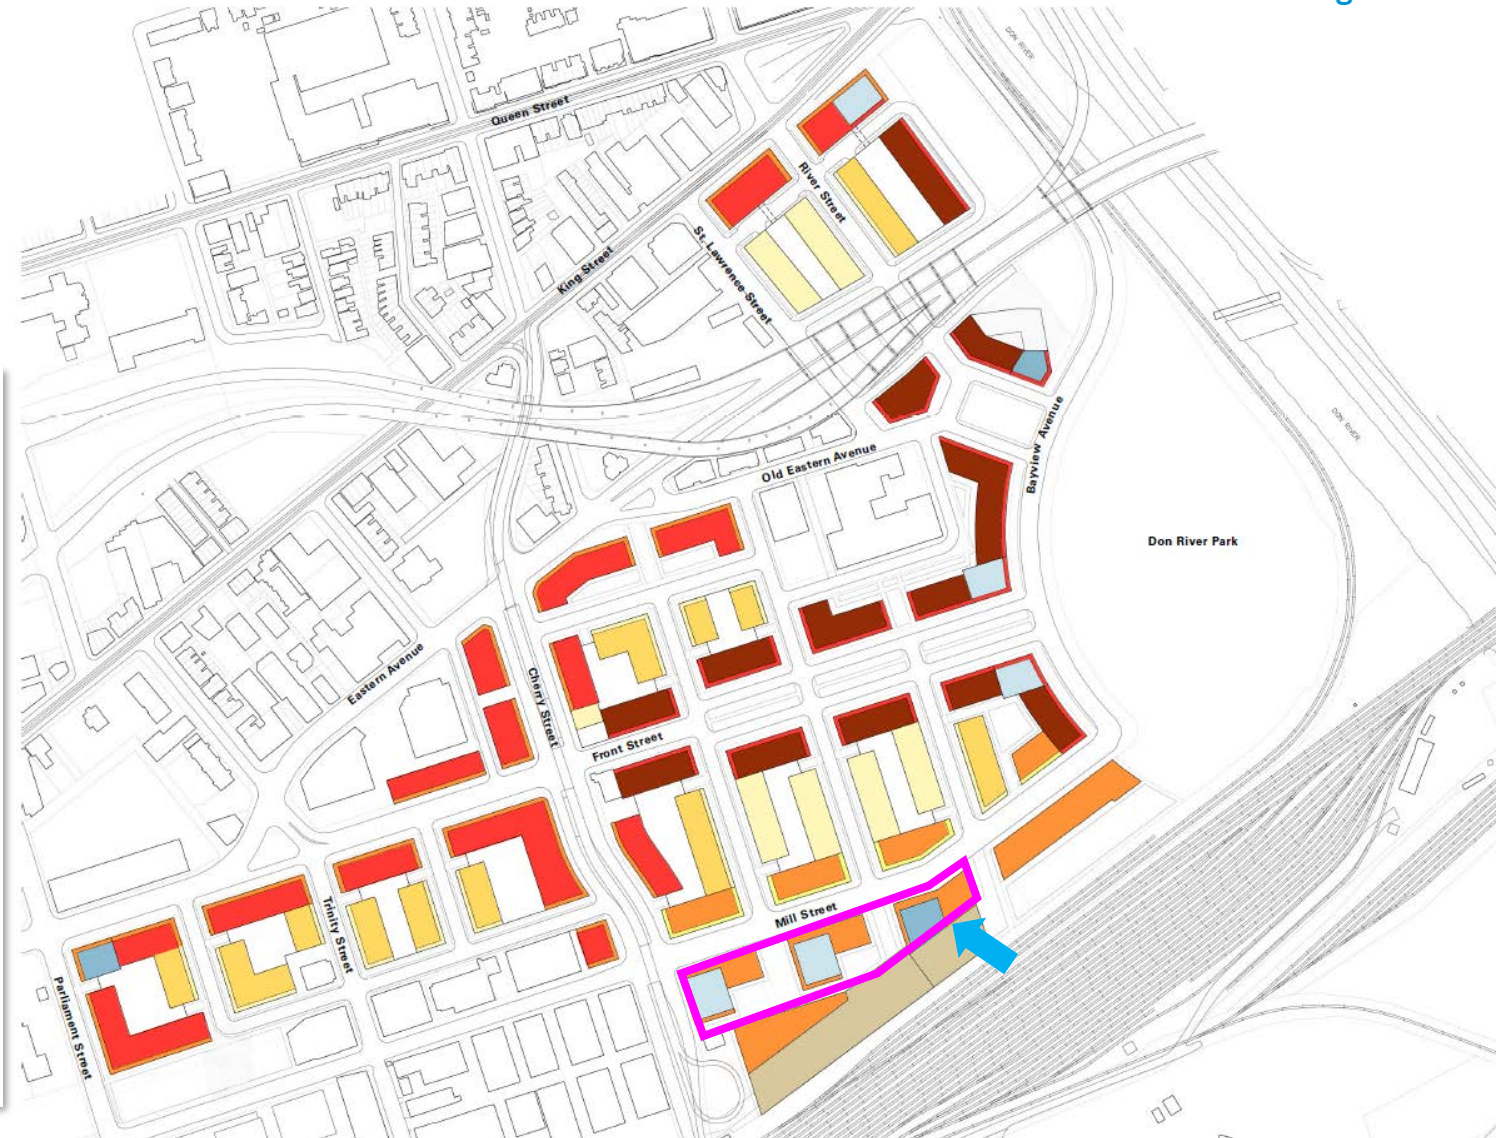 DON RIVER
Queen Street
River Street
St. Lawrence Street
King Street
DON RIVER
Bayview Avenue
Old Eastern Avenue
Don River Park
Eastern Avenue
Cherry Street
Front Street
Mill Street
Trinity Street
Parliament Street